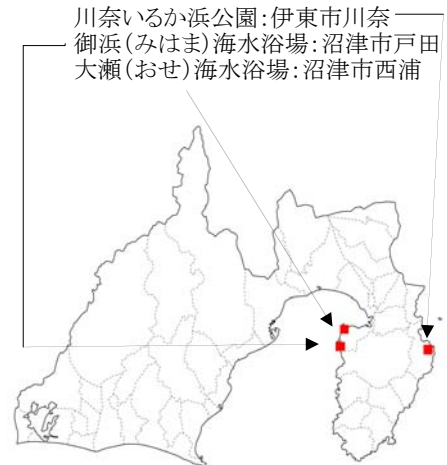 川奈いるか浜公園:伊東市川奈
御浜(みはま)海水浴場:沼津市戸田
大瀬(おせ)海水浴場:沼津市西浦